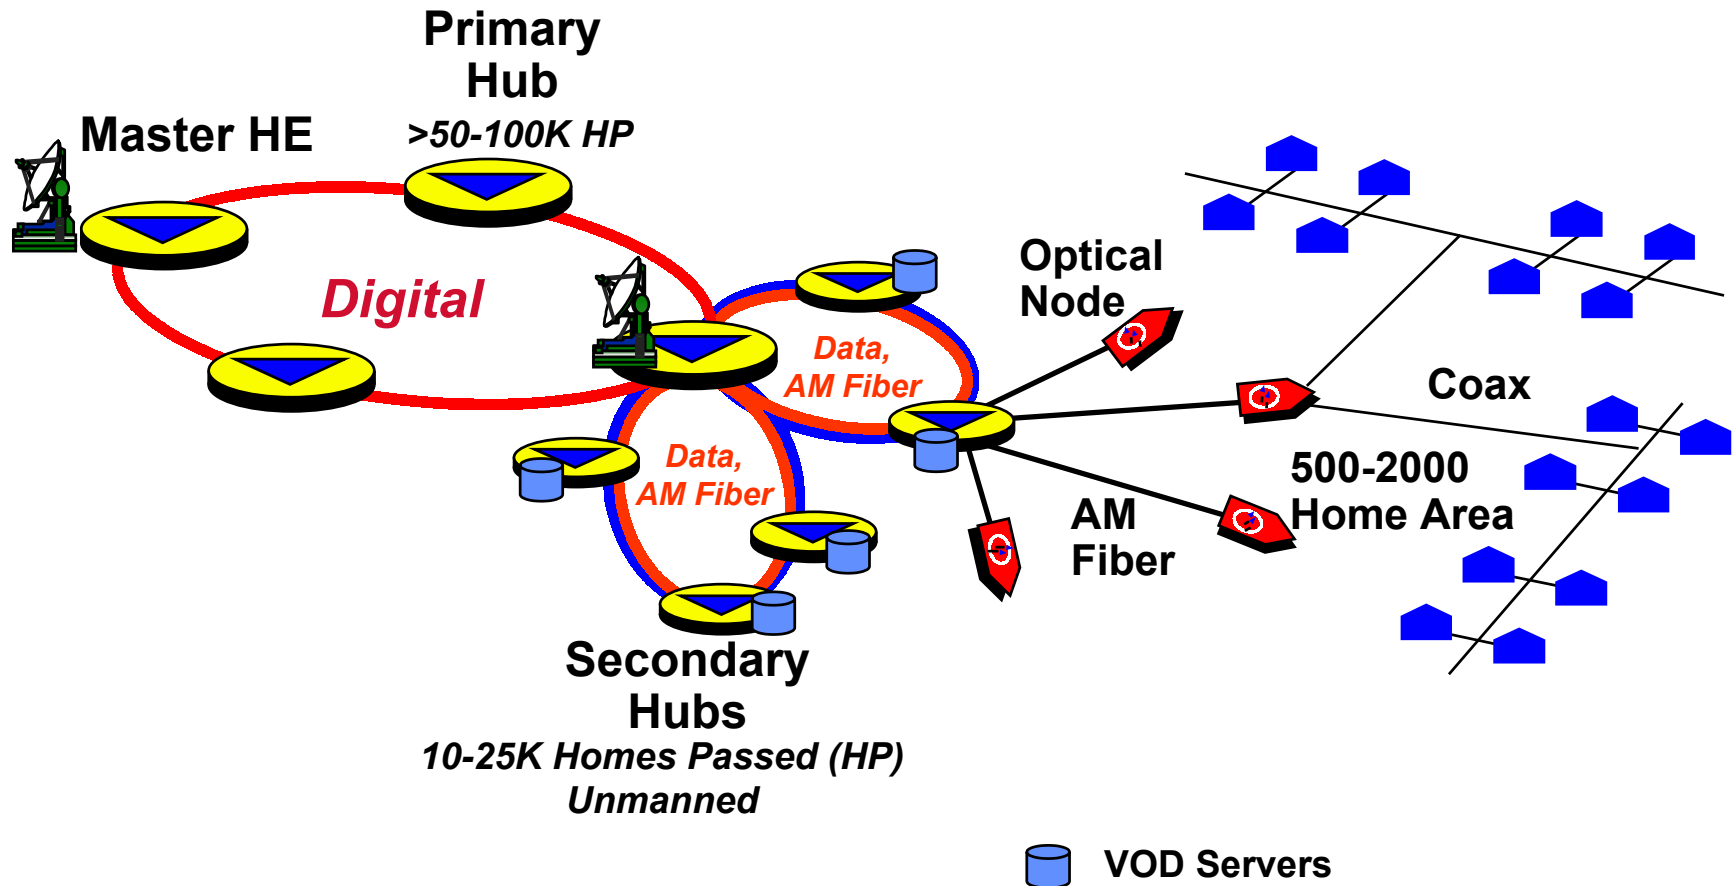 Primary
Hub
>50-100K HP
Master HE
Digital
Optical
Node
Data,
AM Fiber
Coax
Data,
AM Fiber
500-2000
Home Area
AM
Fiber
Secondary
Hubs
10-25K Homes Passed (HP)
Unmanned
VOD Servers